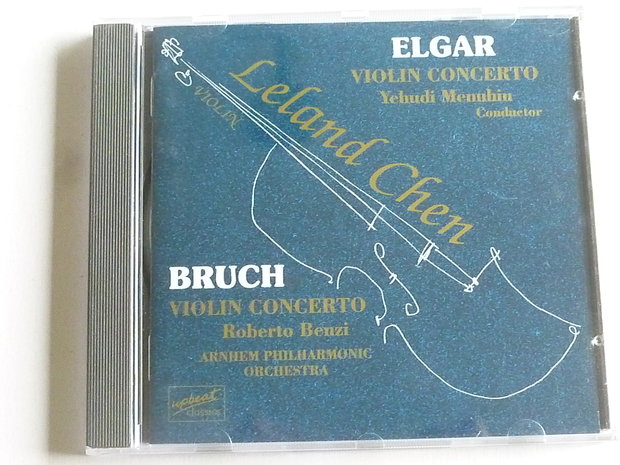 ELGAR
VIOLIN CONCERTO
Yehudi Menuhin
Conductor
Leland Chen
VIOLIN
BRUCH
VIOLIN CONCERTO
Roberto Benzi
ARNHEM PHILHARMONIC
ORCHESTRA
upbeat
classics